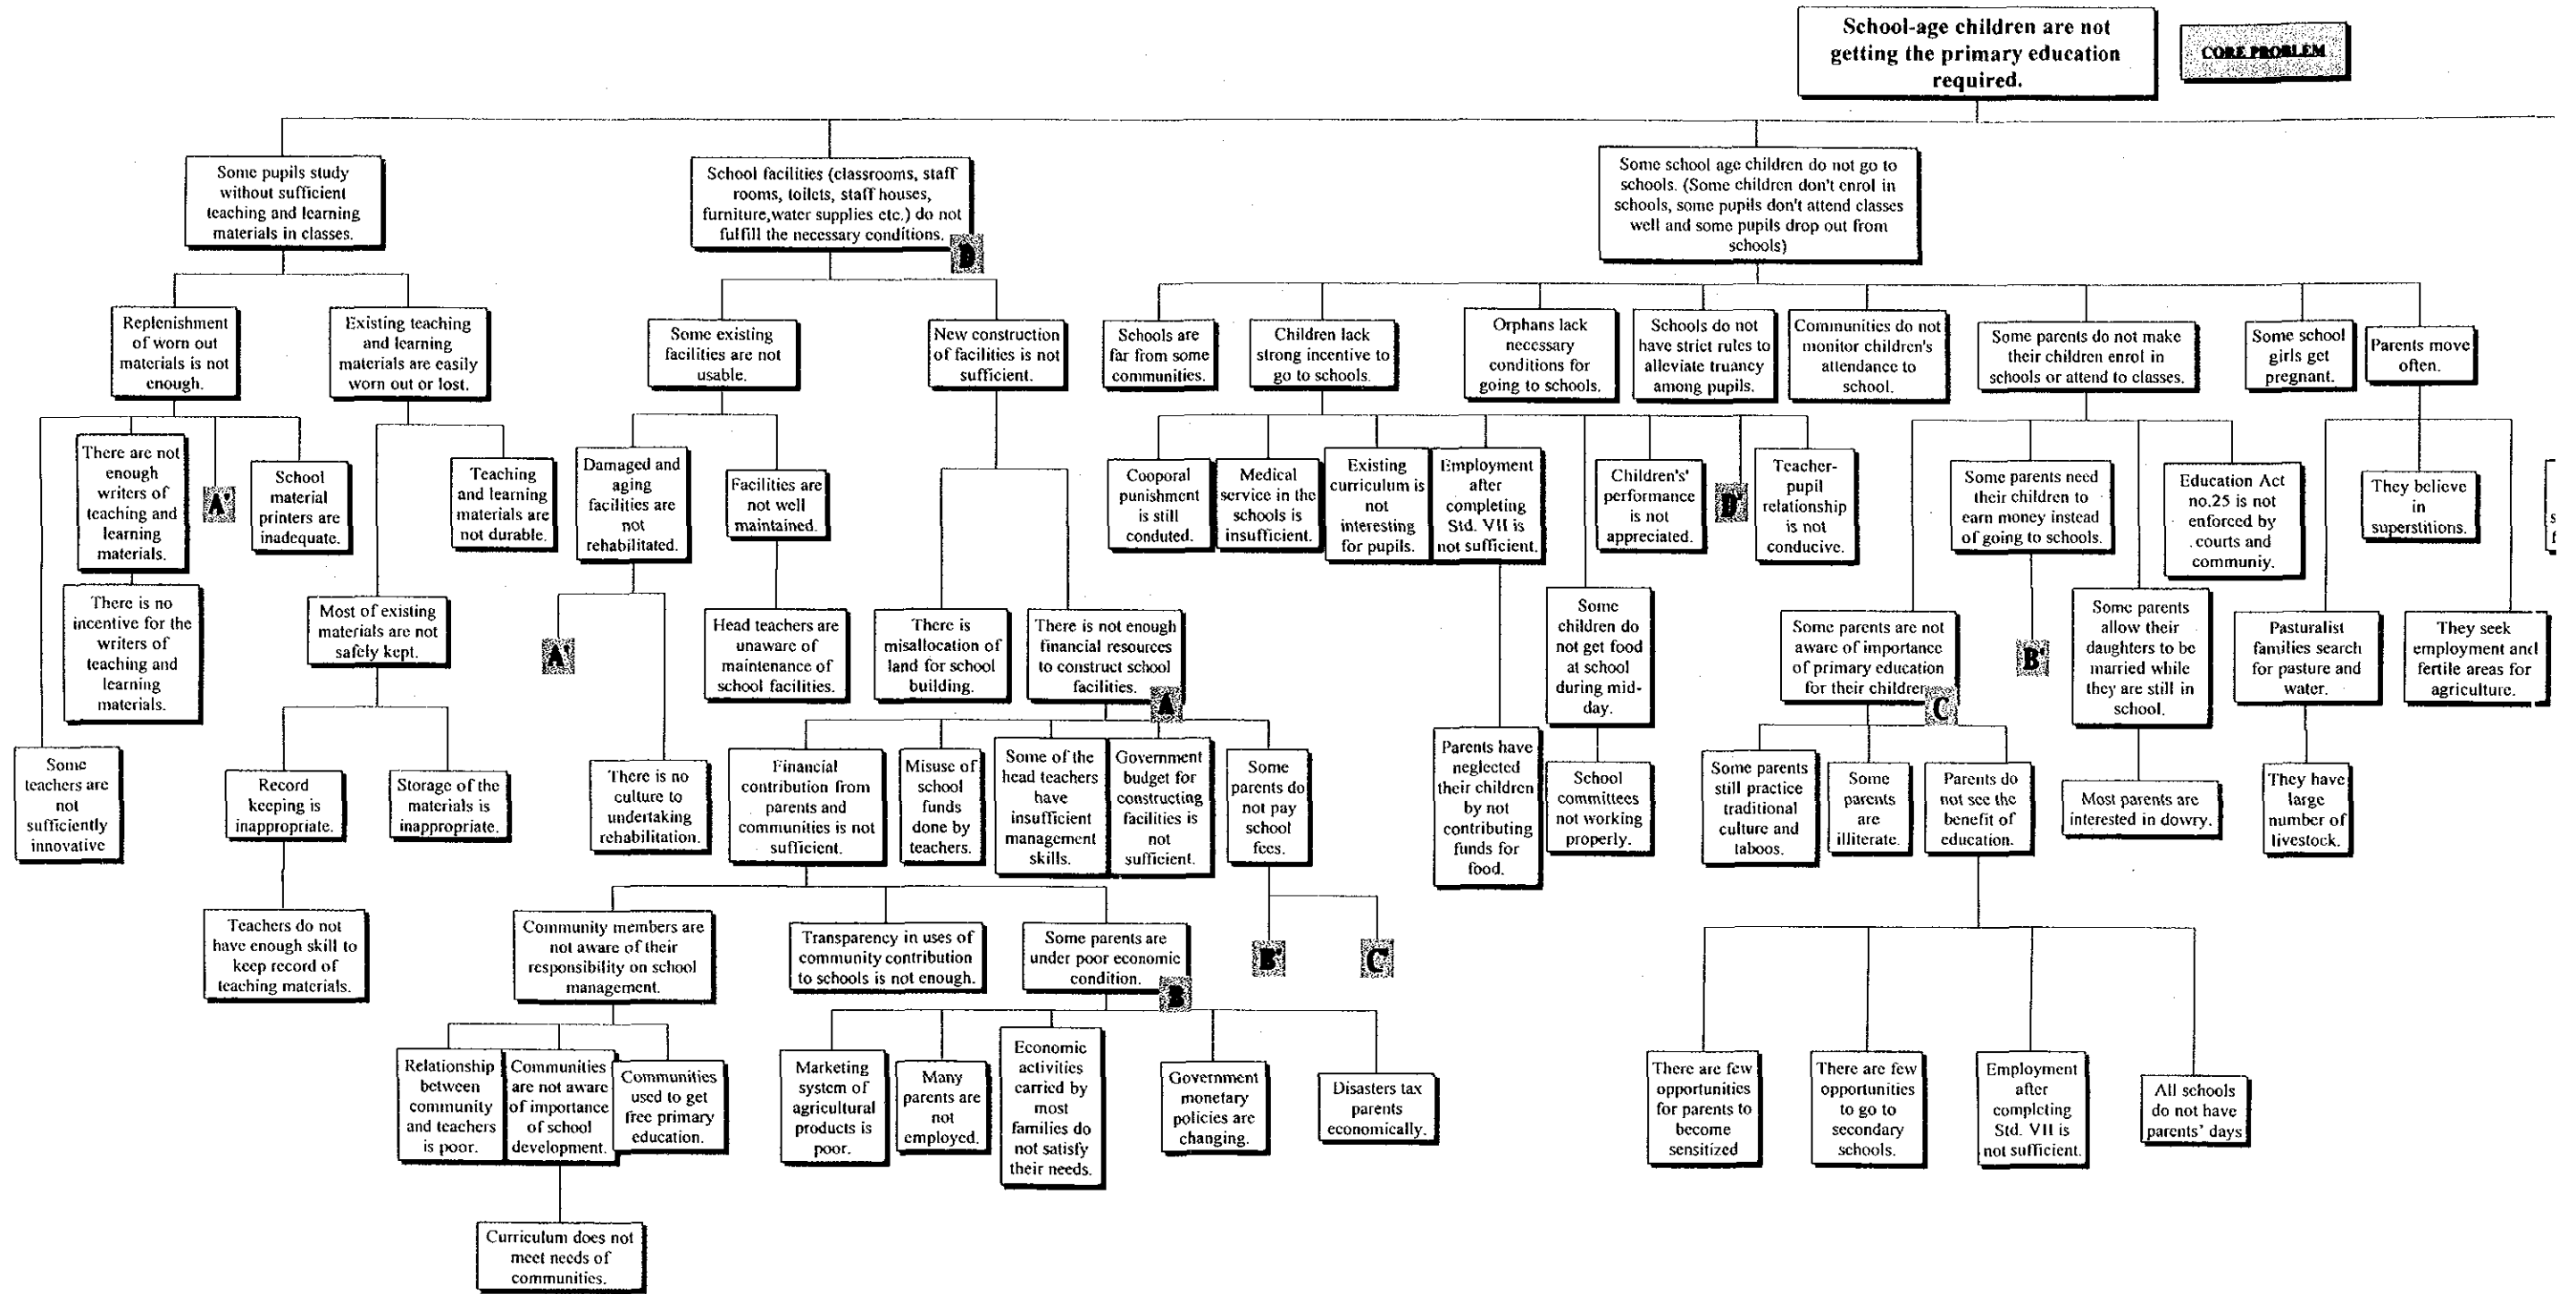 School-age children are not
getting the primary education
required.
CORE PROBLEM
Some pupils study
without sufficient
teaching and learning
materials in classes.
School facilities (classrooms, staff
rooms, toilets, staff houses,
furniture,water supplies etc.) do not
fulfill the necessary conditions.
D
Some school age children do not go to
schools. (Some children don't enrol in
schools, some pupils don't attend classes
well and some pupils drop out from
schools)
Replenishment
of worn out
materials is not
enough.
Existing teaching
and learning
materials are easily
worn out or lost.
Some existing
facilities are not
usable.
New construction
of facilities is not
sufficient.
Schools are
far from some
communities.
Children lack
strong incentive to
go to schools.
Orphans lack
necessary
conditions for
going to schools.
Schools do not
have strict rules to
alleviate truancy
among pupils.
Communities do not
monitor children's
attendance to
school.
Some parents do not make
their children enrol in
schools or attend to classes.
Some school
girls get
pregnant.
Parents move
often.
There are not
enough
writers of
teaching and
learning
materials.
A'
School
material
printers are
inadequate.
Teaching
and learning
materials are
not durable.
Damaged and
aging
facilities are
not
rehabilitated.
Facilities are
not well
maintained.
Cooporal
punishment
is still
conduted.
Medical
service in the
schools is
insufficient.
Existing
curriculum is
not
interesting
for pupils.
Employment
after
completing
Std. VII is
not sufficient.
Children's'
performance
is not
appreciated.
D'
Teacher-
pupil
relationship
is not
conducive.
Some parents need
their children to
earn money instead
of going to schools.
Education Act
no.25 is not
enforced by
courts and
communiy.
They believe
in
superstitions.
s
f
There is no
incentive for the
writers of
teaching and
learning
materials.
Most of existing
materials are not
safely kept.
A'
Head teachers are
unaware of
maintenance of
school facilities.
There is
misallocation of
land for school
building.
There is not enough
financial resources
to construct school
facilities.
A
Some
children do
not get food
at school
during mid-
day.
Some parents are not
aware of importance
of primary education
for their children.
C
B'
Some parents
allow their
daughters to be
married while
they are still in
school.
Pasturalist
families search
for pasture and
water.
They seek
employment and
fertile areas for
agriculture.
Some
teachers are
not
sufficiently
innovative
Record
keeping is
inappropriate.
Storage of the
materials is
inappropriate.
There is no
culture to
undertaking
rehabilitation.
Financial
contribution from
parents and
communities is not
sufficient.
Misuse of
school
funds
done by
teachers.
Some of the
head teachers
have
insufficient
management
skills.
Government
budget for
constructing
facilities is
not
sufficient.
Some
parents do
not pay
school
fees.
Parents have
neglected
their children
by not
contributing
funds for
food.
School
committees
not working
properly.
Some parents
still practice
traditional
culture and
taboos.
Some
parents
are
illiterate.
Parents do
not see the
benefit of
education.
Most parents are
interested in dowry.
They have
large
number of
livestock.
Teachers do not
have enough skill to
keep record of
teaching materials.
Community members are
not aware of their
responsibility on school
management.
Transparency in uses of
community contribution
to schools is not enough.
Some parents are
under poor economic
condition.
B
B'
C'
Relationship
between
community
and teachers
is poor.
Communities
are not aware
of importance
of school
development.
Communities
used to get
free primary
education.
Marketing
system of
agricultural
products is
poor.
Many
parents are
not
employed.
Economic
activities
carried by
most
families do
not satisfy
their needs.
Government
monetary
policies are
changing.
Disasters tax
parents
economically.
There are few
opportunities
for parents to
become
sensitized
There are few
opportunities
to go to
secondary
schools.
Employment
after
completing
Std. VII is
not sufficient.
All schools
do not have
parents' days
Curriculum does not
meet needs of
communities.